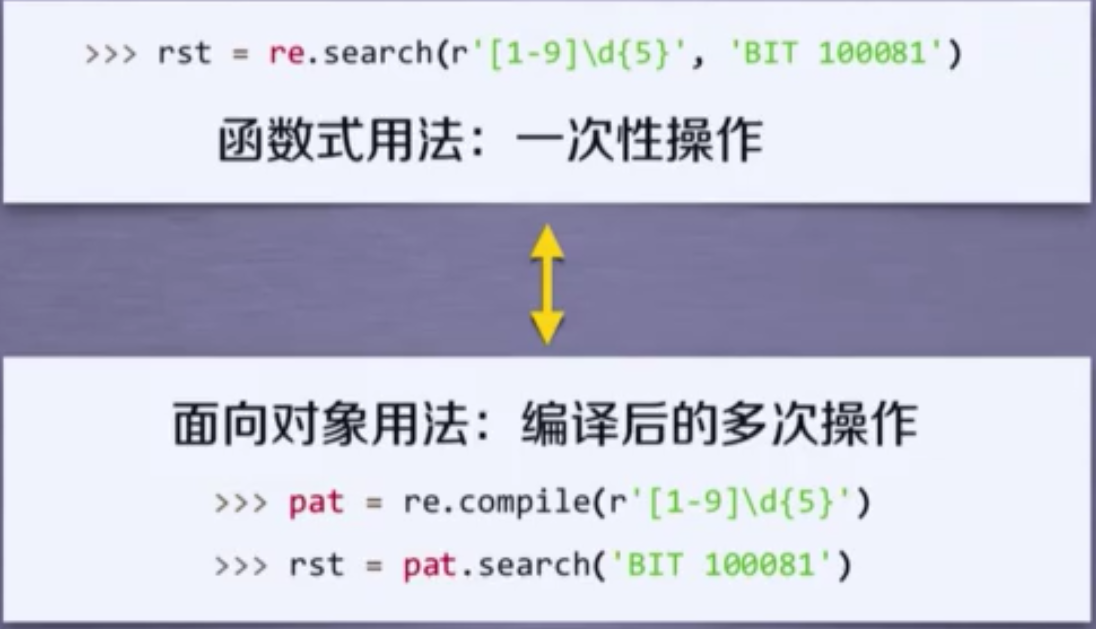 >>> rst = re.search(r'[1-9]\d{5}', 'BIT 100081')
函数式用法：一次性操作
面向对象用法：编译后的多次操作
>>> pat = re.compile(r'[1-9]\d{5}')
>>> rst = pat.search('BIT 100081')